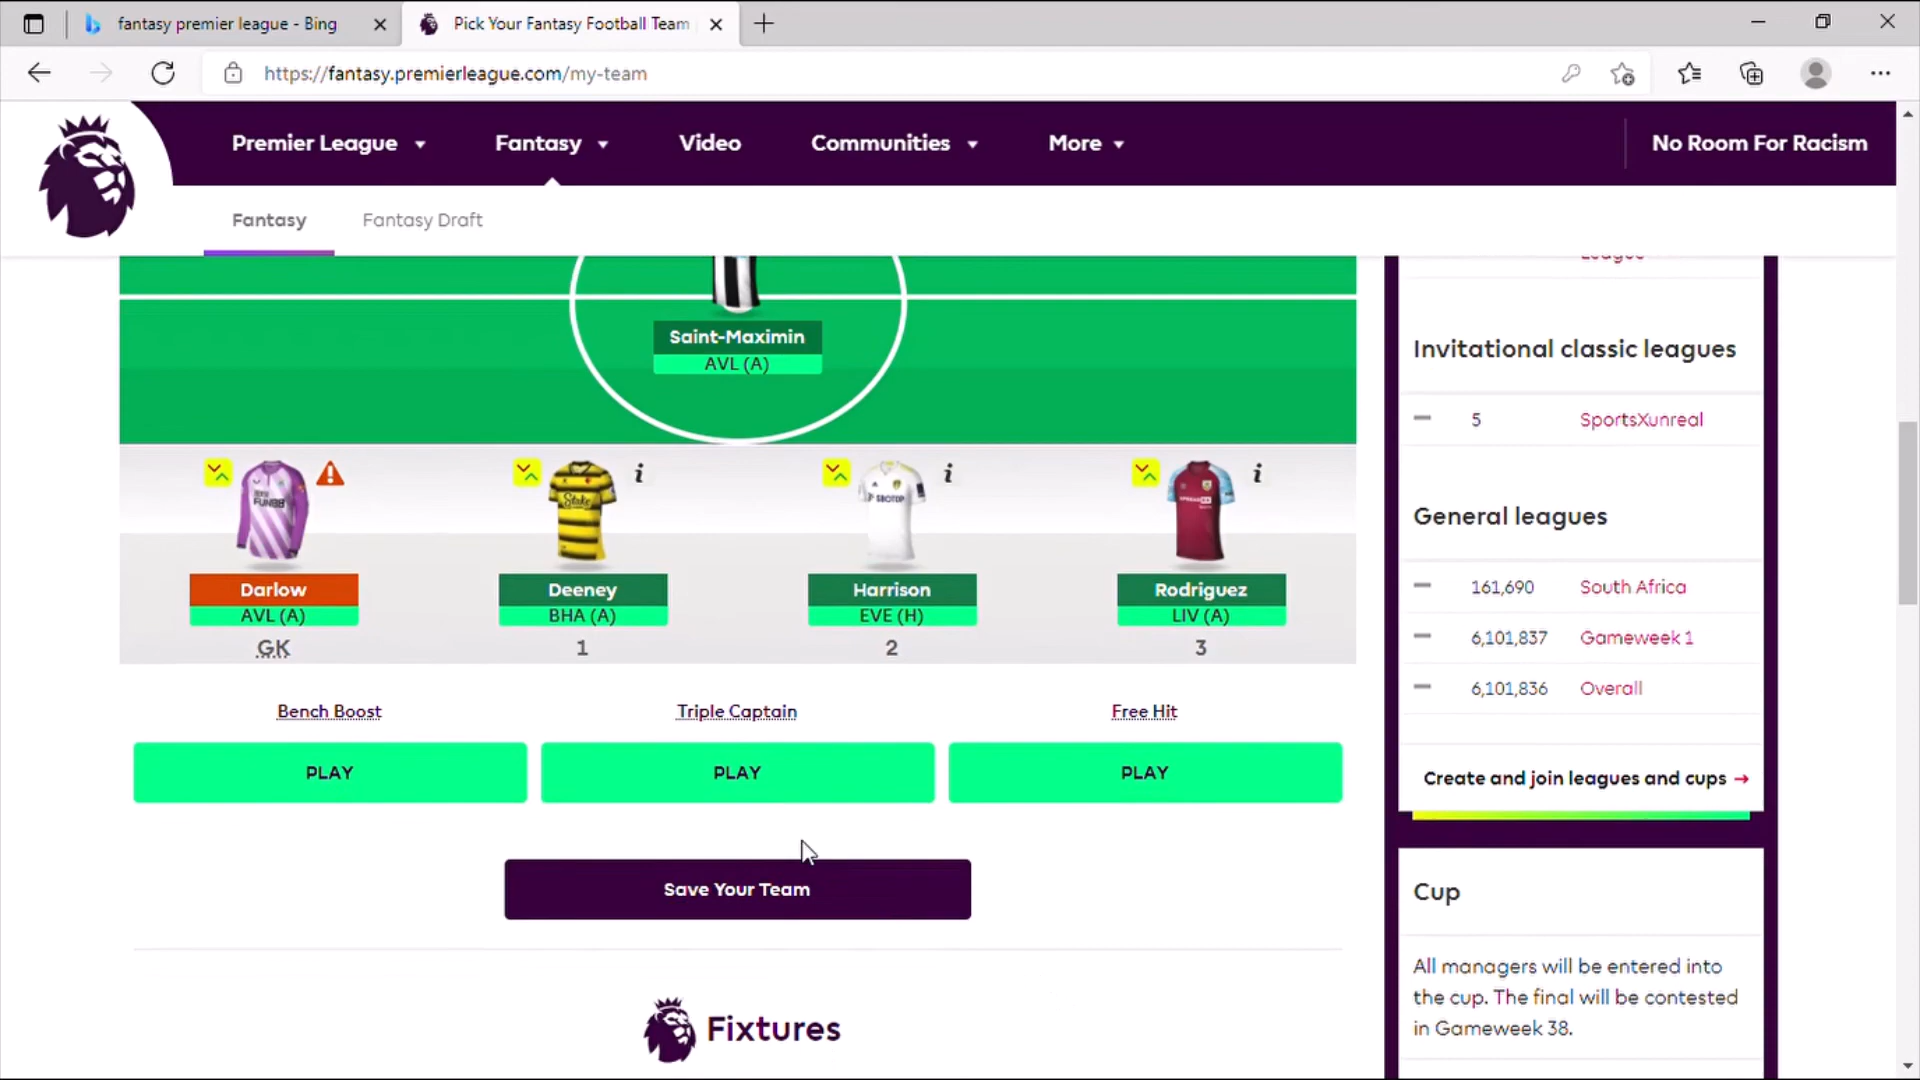 fantasy premier league - Bing
Pick Your Fantasy Football Team
https://fantasy.premierleague.com/my-team
Premier League
Fantasy
Video
Communities
More
No Room For Racism
Fantasy
Fantasy Draft
League
Saint-Maximin
AVL (A)
Invitational classic leagues
5 SportsXunreal
General leagues
161,690 South Africa
6,101,837 Gameweek 1
6,101,836 Overall
Create and join leagues and cups →
FUN88
SBOTOP
Darlow
AVL (A)
GK
Deeney
BHA (A)
1
Harrison
EVE (H)
2
Rodriguez
LIV (A)
3
Bench Boost
Triple Captain
Free Hit
PLAY
PLAY
PLAY
Save Your Team
Fixtures
Cup
All managers will be entered into
the cup. The final will be contested
in Gameweek 38.